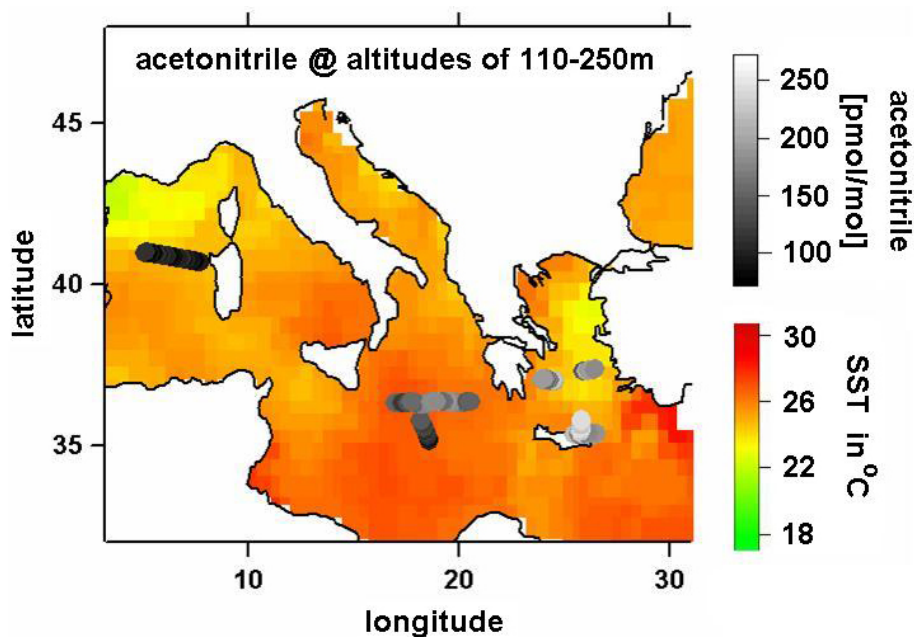 acetonitrile @ altitudes of 110-250m
45
40
35
latitude
10
20
30
longitude
250
200
150
100
acetonitrile
[pmol/mol]
30
26
22
18
SST in °C